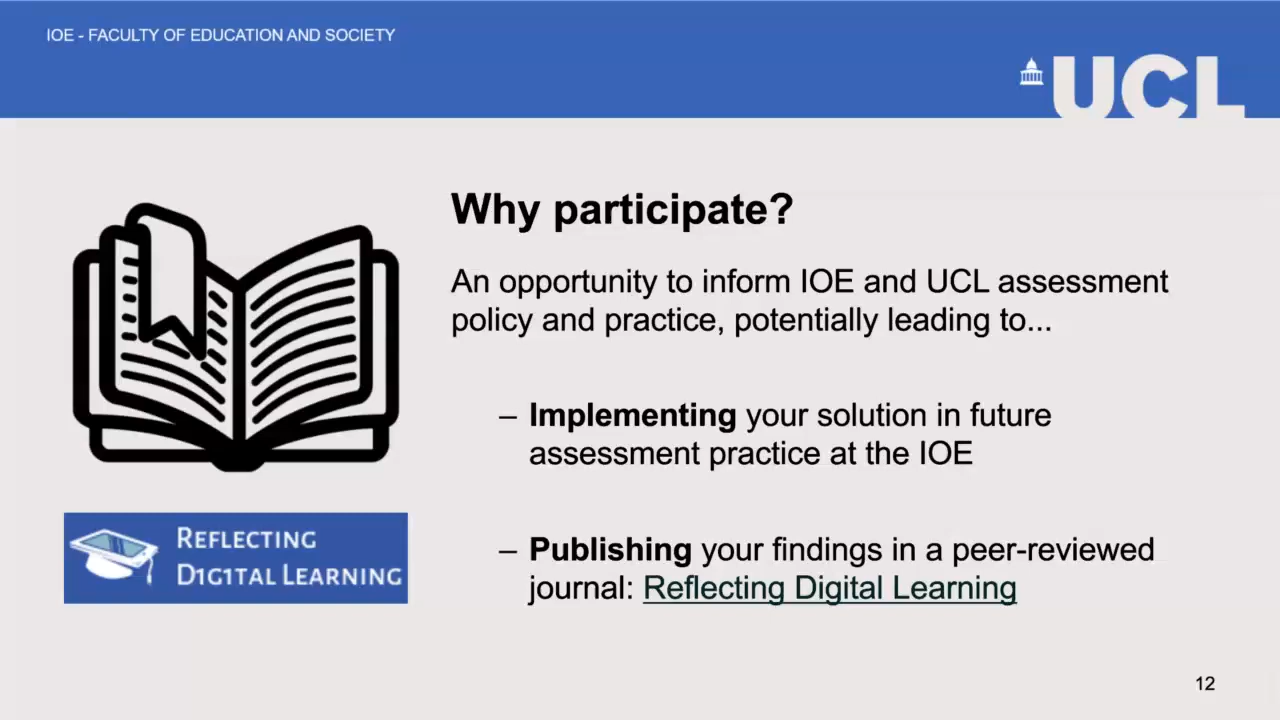 IOE - FACULTY OF EDUCATION AND SOCIETY
UCL
Why participate?
An opportunity to inform IOE and UCL assessment
policy and practice, potentially leading to...
– Implementing your solution in future
assessment practice at the IOE
– Publishing your findings in a peer-reviewed
journal: Reflecting Digital Learning
REFLECTING
D1G1TAL LEARNING
12